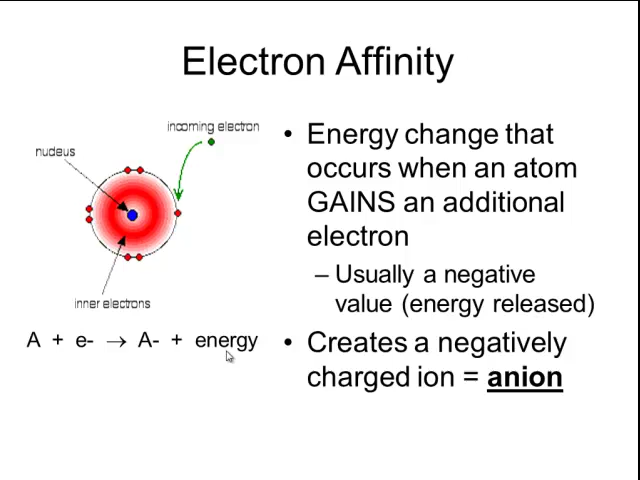 Electron Affinity
incoming electron
nucleus
inner electrons
A + e- → A- + energy
• Energy change that
occurs when an atom
GAINS an additional
electron
– Usually a negative
value (energy released)
• Creates a negatively
charged ion = anion